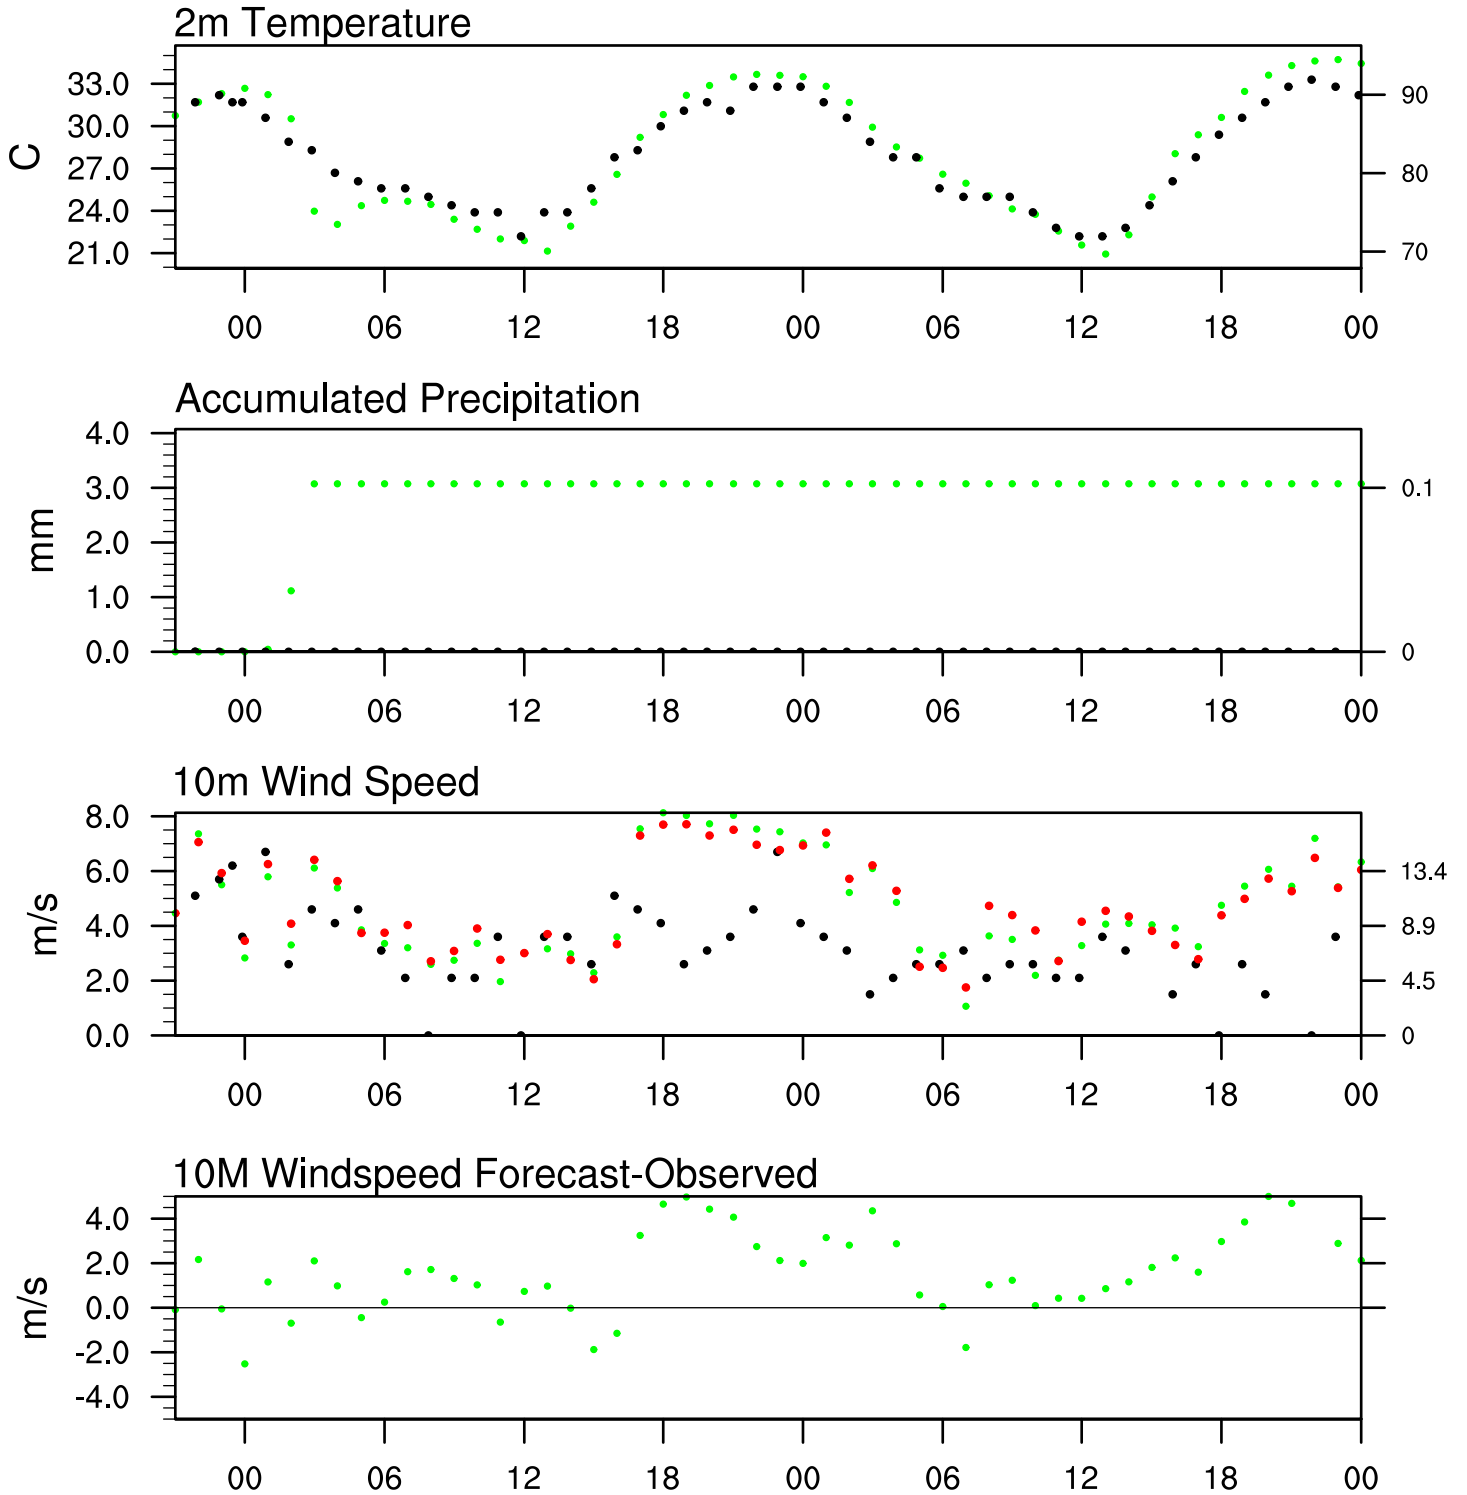 2m Temperature
33.0
30.0
27.0
24.0
21.0
C
90
80
70
00 06 12 18 00 06 12 18 00
Accumulated Precipitation
4.0
3.0
2.0
1.0
0.0
mm
0.1
0
00 06 12 18 00 06 12 18 00
10m Wind Speed
8.0
6.0
4.0
2.0
0.0
m/s
13.4
8.9
4.5
0
00 06 12 18 00 06 12 18 00
10M Windspeed Forecast-Observed
4.0
2.0
0.0
-2.0
-4.0
m/s
00 06 12 18 00 06 12 18 00